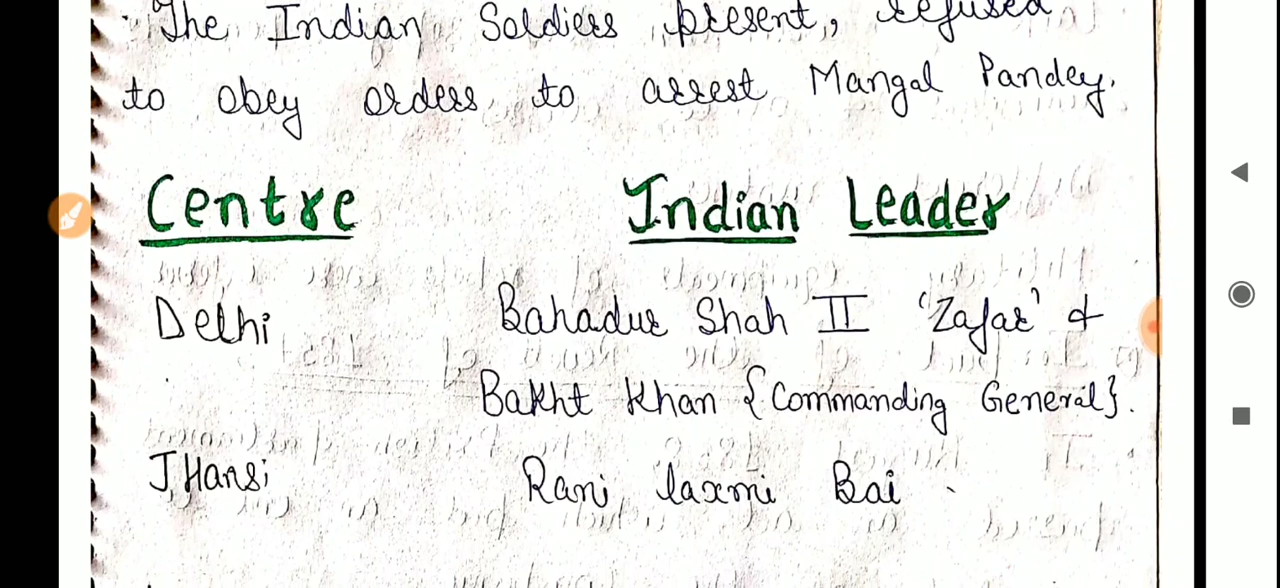 The Indian Soldiers present, refused
to obey orders to arrest Mangal Pandey.
Centre Indian Leader
Delhi Bahadur Shah II 'Zafar' &
Bakht Khan {Commanding General}.
JHansi Rani laxmi Bai